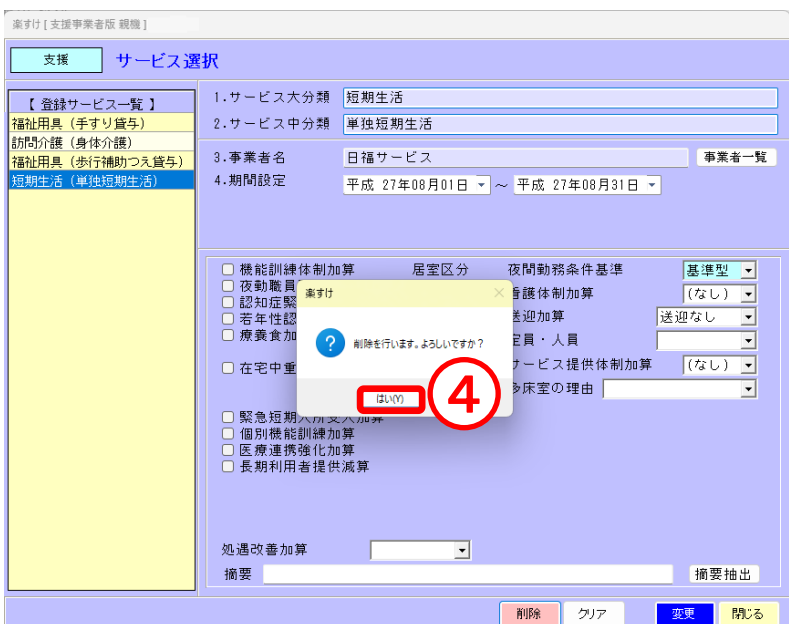 楽すけ [ 支援事業者版 親機 ]
支援 サービス選択
【 登録サービス一覧 】
福祉用具（手すり貸与）
訪問介護（身体介護）
福祉用具（歩行補助つえ貸与）
短期生活（単独短期生活）
1.サービス大分類 短期生活
2.サービス中分類 単独短期生活
3.事業者名 日福サービス 事業者一覧
4.期間設定 平成 27年08月01日 ～ 平成 27年08月31日
機能訓練体制加算 居室区分 夜間勤務条件基準 基準型
夜勤職員
看護体制加算 (なし)
認知症緊
若年性認
送迎加算 送迎なし
療養食加
定員・人員
在宅中重
サービス提供体制加算 (なし)
多床室の理由
楽すけ
削除を行います。よろしいですか？
はい(Y)
④
緊急短期入所受入加算
個別機能訓練加算
医療連携強化加算
長期利用者提供減算
処遇改善加算
摘要 摘要抽出
削除 クリア 変更 閉じる